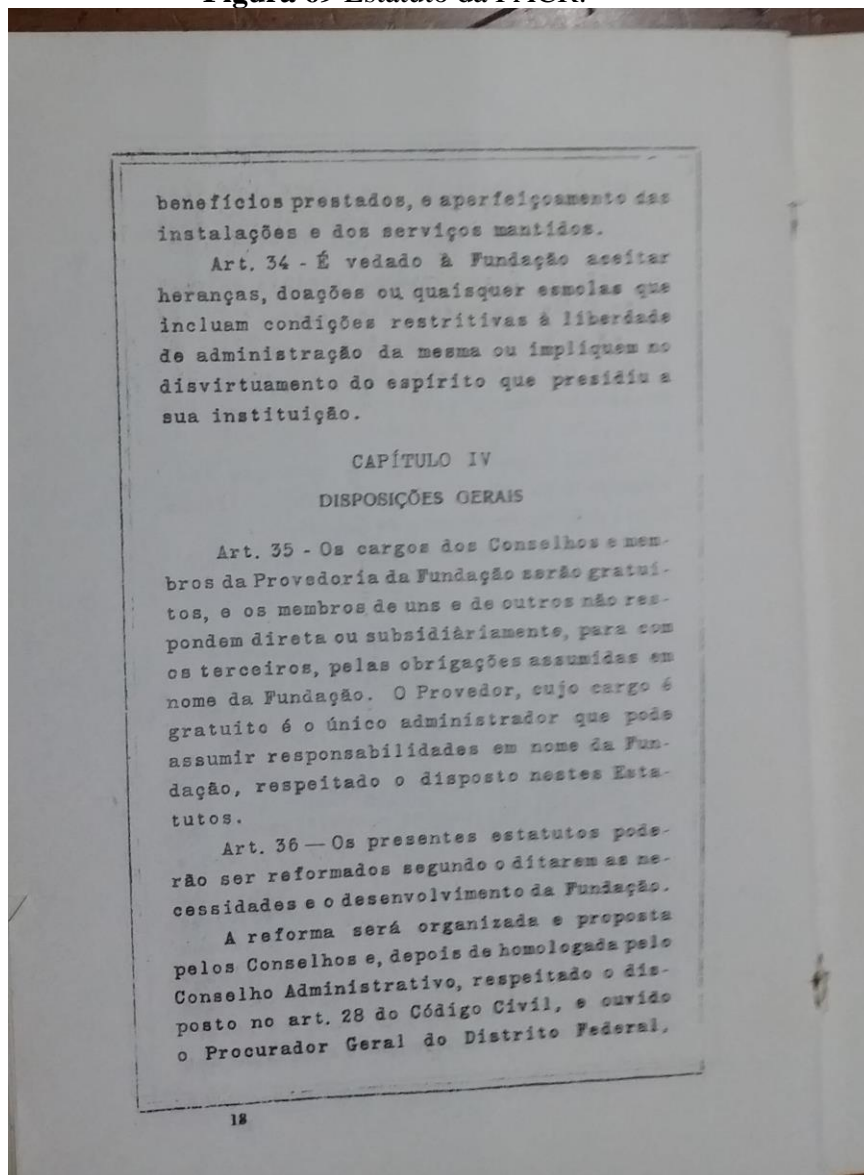 Figura 69 Estatuto da FACR.
benefícios prestados, e aperfeiçoamento das
instalações e dos serviços mantidos.
Art. 34 - É vedado à Fundação aceitar
heranças, doações ou quaisquer esmolas que
incluam condições restritivas à liberdade
de administração da mesma ou impliquem no
disvirtuamento do espírito que presidiu a
sua instituição.
CAPÍTULO IV
DISPOSIÇÕES GERAIS
Art. 35 - Os cargos dos Conselhos e mem-
bros da Provedoria da Fundação serão gratui-
tos, e os membros de uns e de outros não res-
pondem direta ou subsidiàriamente, para com
os terceiros, pelas obrigações assumidas em
nome da Fundação. O Provedor, cujo cargo é
gratuito é o único administrador que pode
assumir responsabilidades em nome da Fun-
dação, respeitado o disposto nestes Esta-
tutos.
Art. 36 — Os presentes estatutos pode-
rão ser reformados segundo o ditarem as ne-
cessidades e o desenvolvimento da Fundação.
A reforma será organizada e proposta
pelos Conselhos e, depois de homologada pelo
Conselho Administrativo, respeitado o dis-
posto no art. 28 do Código Civil, e ouvido
o Procurador Geral do Distrito Federal,
18